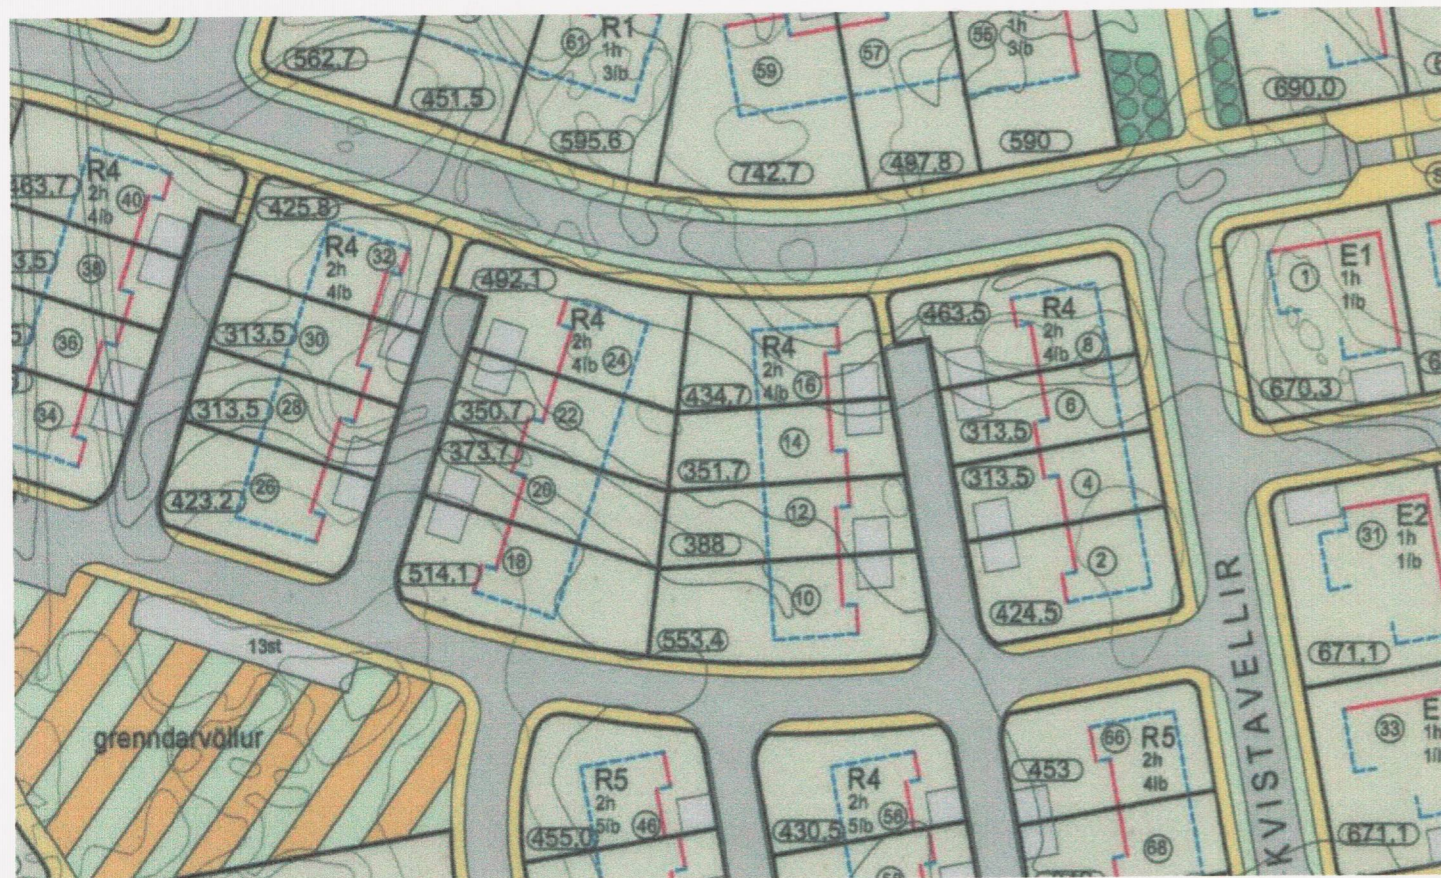 R1
1h
3íb
61
59
57
55
1h
3íb
562.7
451.5
595.6
742.7
497.8
590
690.0
R4
2h
4íb
40
38
36
34
463.7
425.8
R4
2h
4íb
32
30
28
26
313.5
313.5
423.2
492.1
R4
2h
4íb
24
22
20
18
350.7
373.7
514.1
R4
2h
4íb
16
14
12
10
434.7
351.7
388
553.4
463.5
R4
2h
4íb
8
6
4
2
313.5
313.5
424.5
E1
1h
1íb
1
670.3
E2
1h
1íb
31
671.1
33
1h
671.1
KVISTAVELLIR
13st
grenndarvöllur
R5
2h
5íb
46
455.0
R4
2h
5íb
56
430.5
R5
2h
4íb
66
68
453